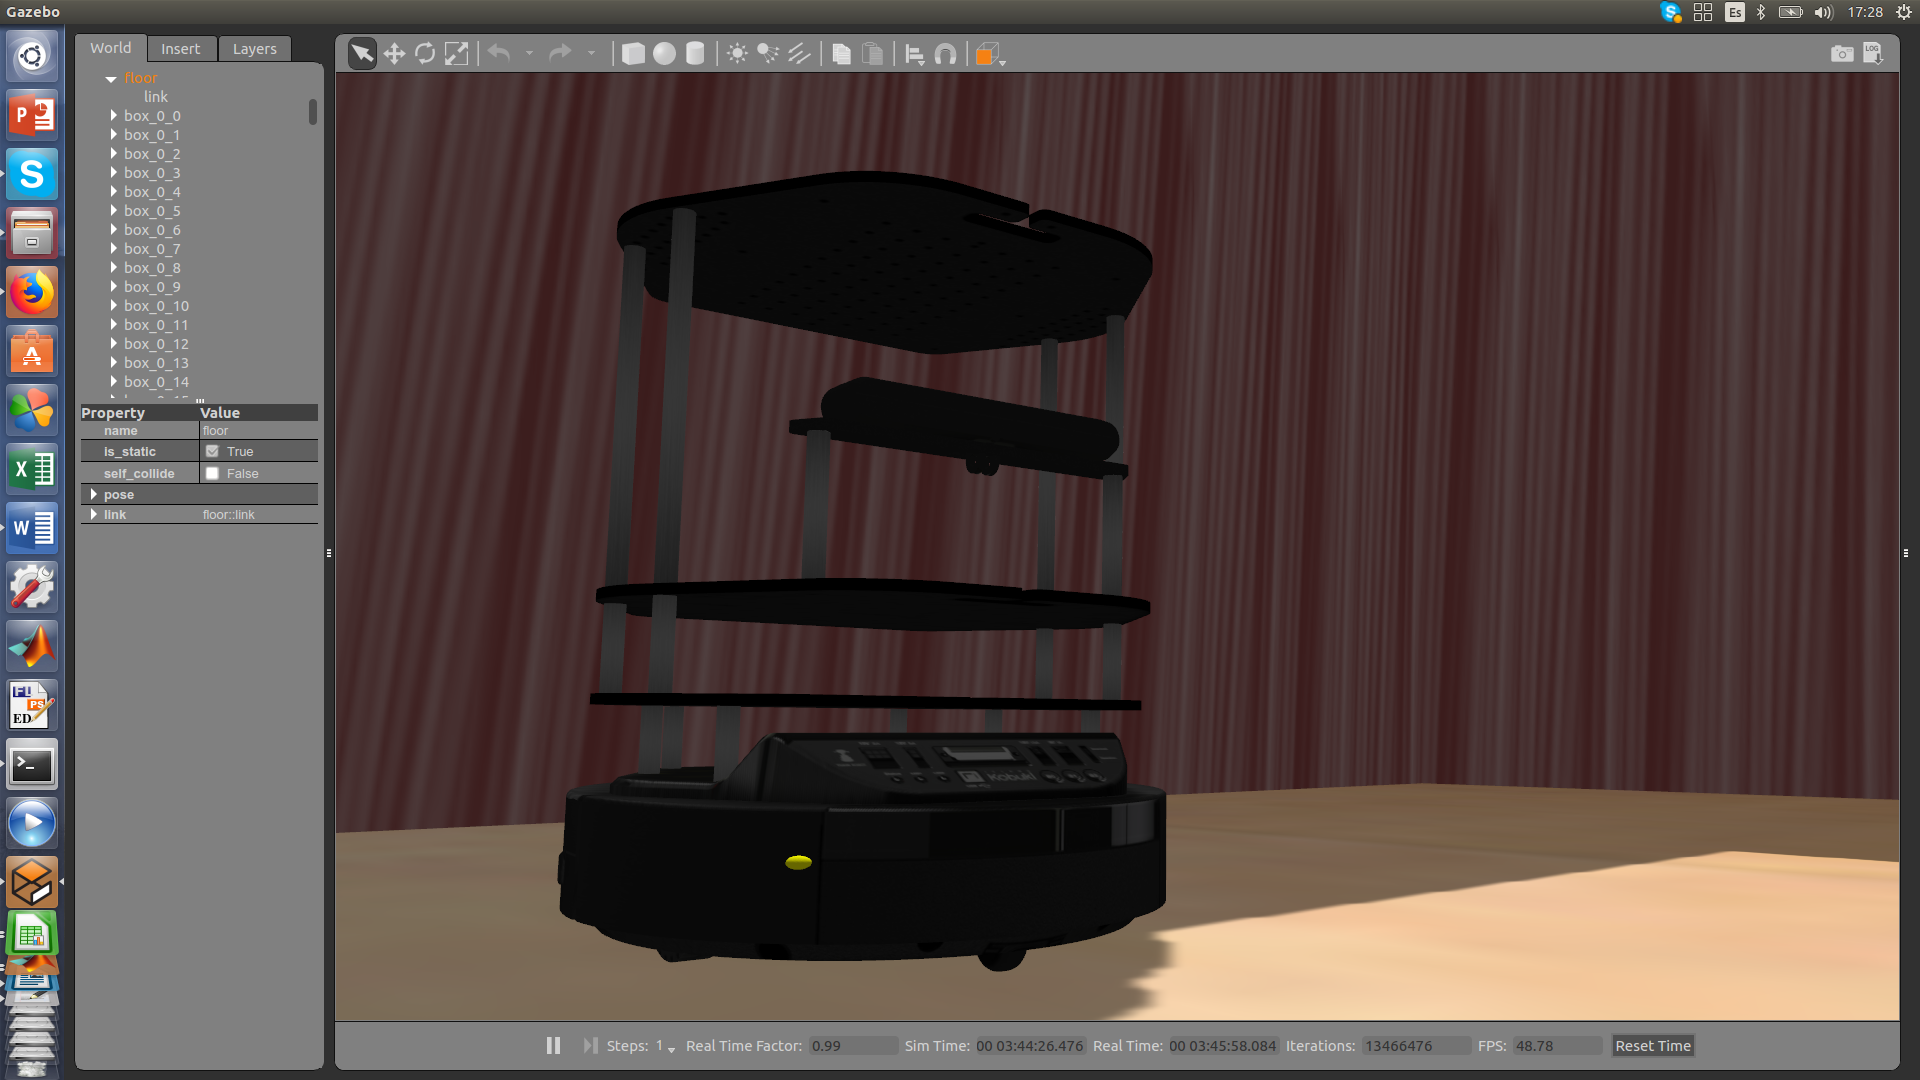 Gazebo
Es
17:28
World
Insert
Layers
LOG
floor
link
box_0_0
box_0_1
box_0_2
box_0_3
box_0_4
box_0_5
box_0_6
box_0_7
box_0_8
box_0_9
box_0_10
box_0_11
box_0_12
box_0_13
box_0_14
Property Value
name floor
is_static True
self_collide False
pose
link floor::link
Kobuki
Steps: 1 Real Time Factor: 0.99 Sim Time: 00 03:44:26.476 Real Time: 00 03:45:58.084 Iterations: 13466476 FPS: 48.78 Reset Time